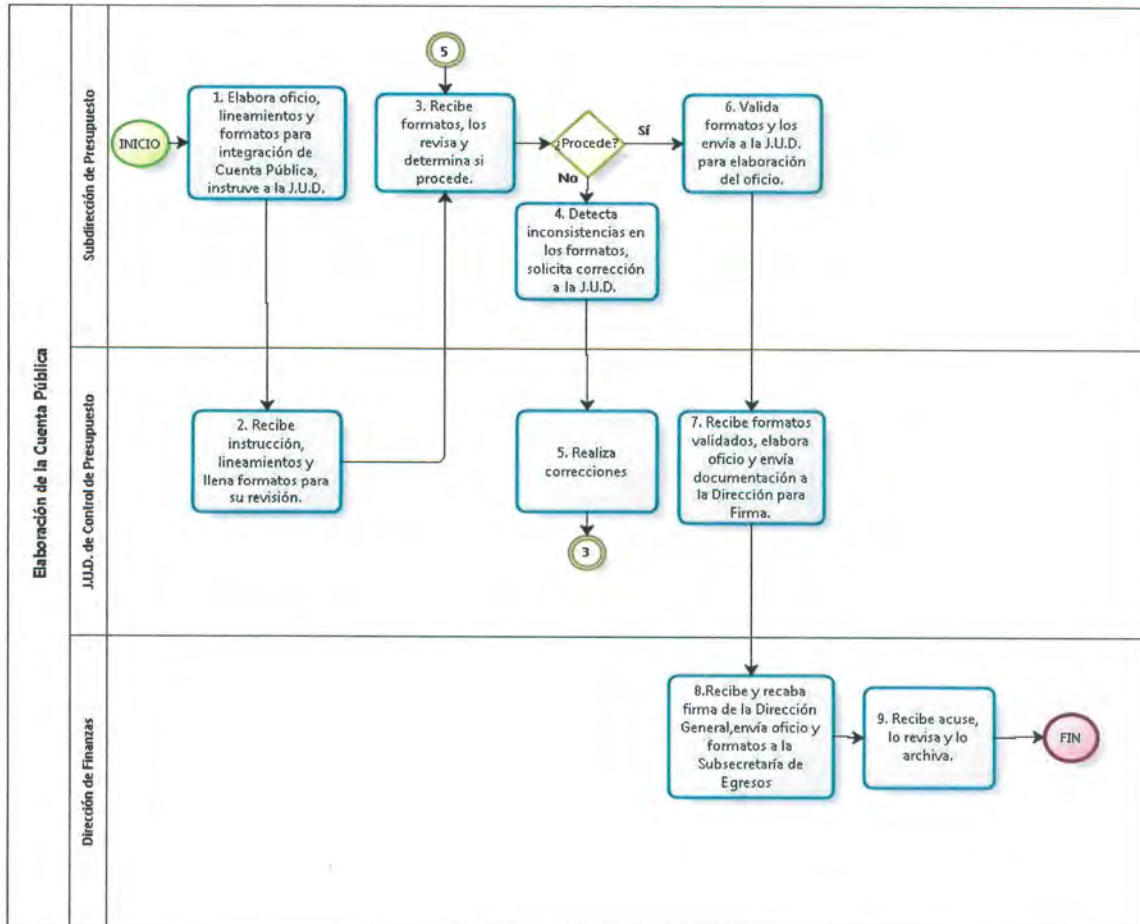 Elaboración de la Cuenta Pública
Subdirección de Presupuesto
INICIO
1. Elabora oficio,
lineamientos y
formatos para
integración de
Cuenta Pública,
instruye a la J.U.D.
5
3. Recibe
formatos, los
revisa y
determina si
procede.
¿Procede?
Sí
No
6. Valida
formatos y los
envía a la J.U.D.
para elaboración
del oficio.
4. Detecta
inconsistencias en
los formatos,
solicita corrección
a la J.U.D.
J.U.D. de Control de Presupuesto
2. Recibe
instrucción,
lineamientos y
llena formatos para
su revisión.
5. Realiza
correcciones
3
7. Recibe formatos
validados, elabora
oficio y envía
documentación a
la Dirección para
Firma.
Dirección de Finanzas
8.Recibe y recaba
firma de la Dirección
General,envía oficio y
formatos a la
Subsecretaría de
Egresos
9. Recibe acuse,
lo revisa y lo
archiva.
FIN